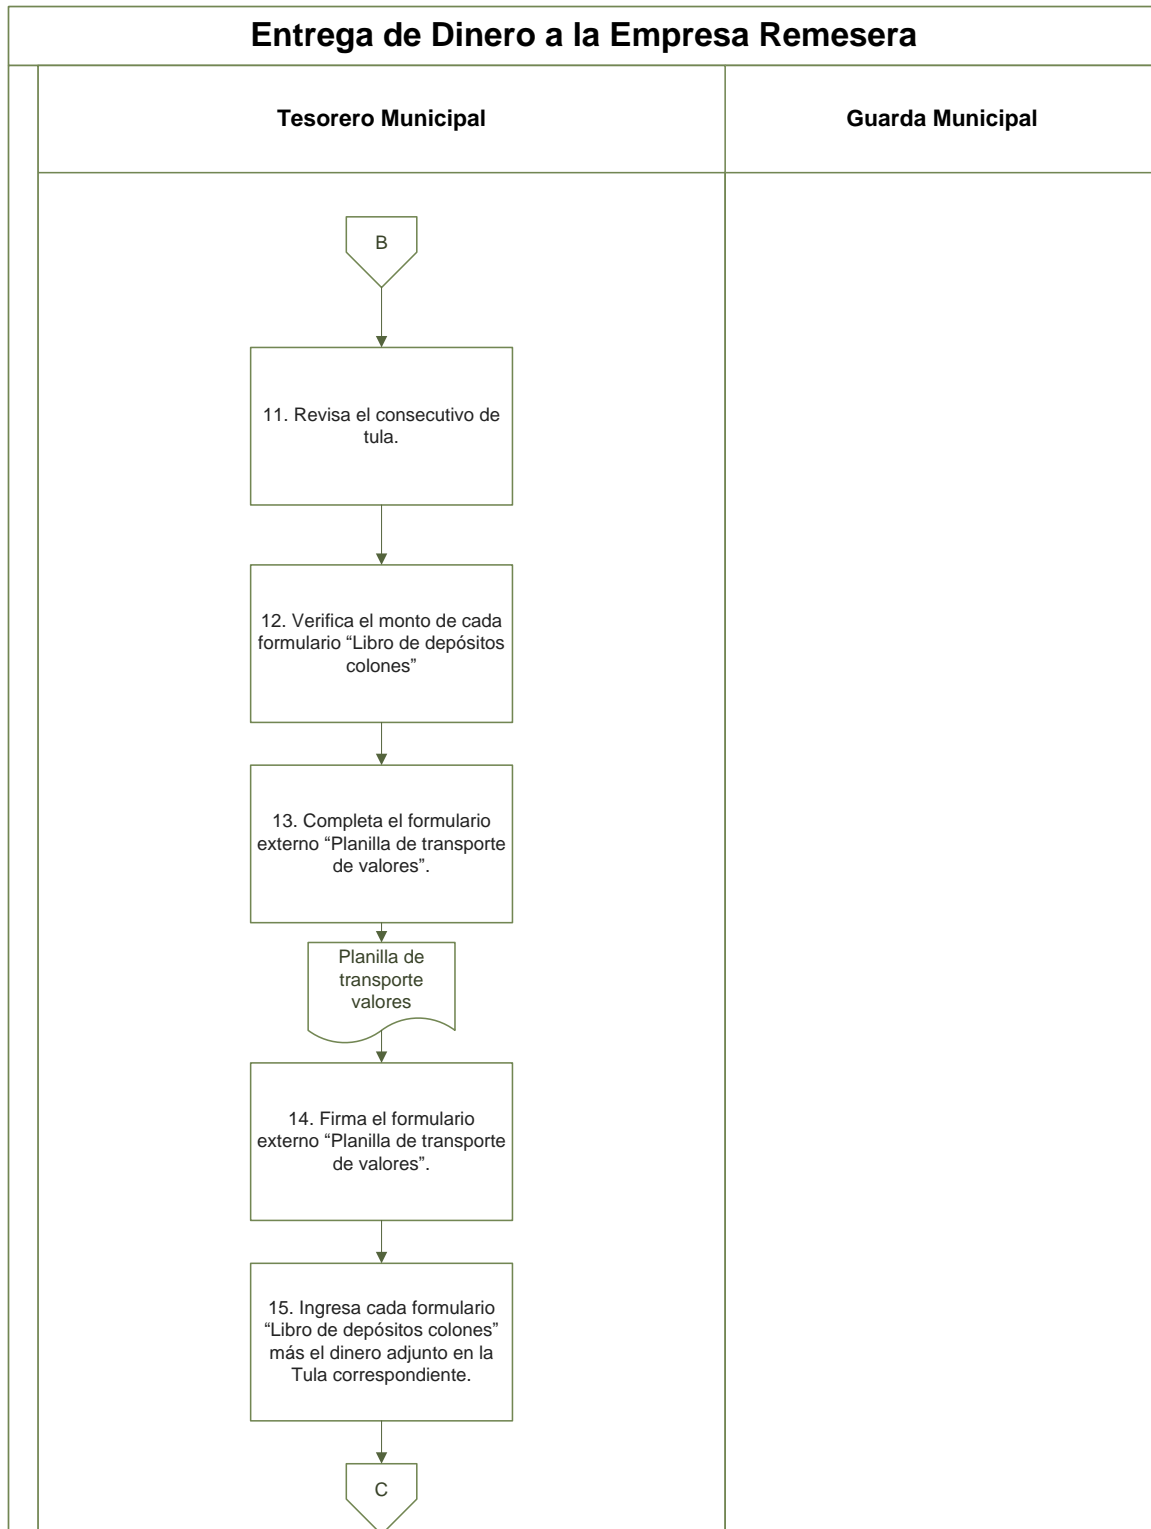 Entrega de Dinero a la Empresa Remesera
Tesorero Municipal
Guarda Municipal
B
11. Revisa el consecutivo de
tula.
12. Verifica el monto de cada
formulario “Libro de depósitos
colones”
13. Completa el formulario
externo “Planilla de transporte
de valores”.
Planilla de
transporte
valores
14. Firma el formulario
externo “Planilla de transporte
de valores”.
15. Ingresa cada formulario
“Libro de depósitos colones”
más el dinero adjunto en la
Tula correspondiente.
C